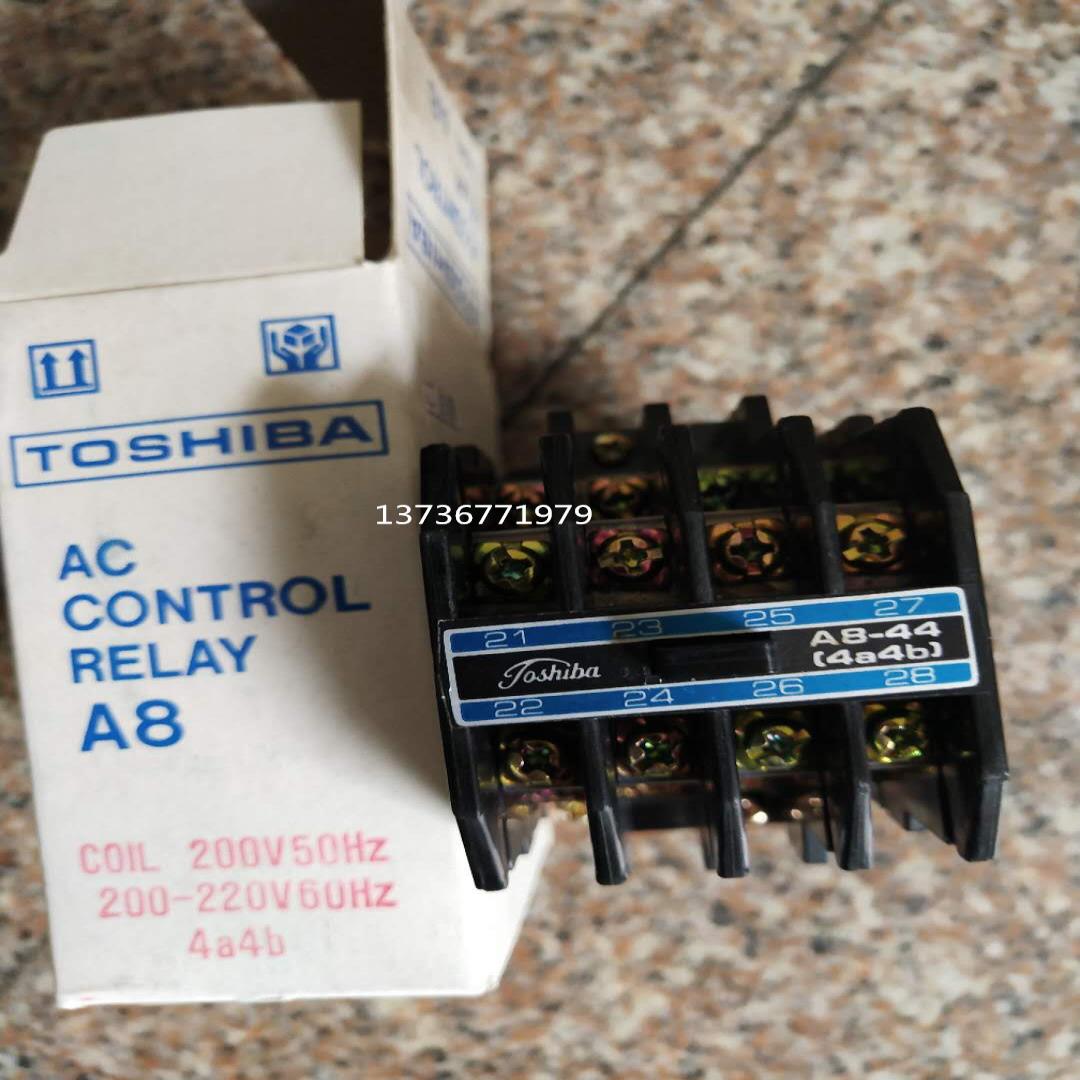 TOSHIBA
AC
CONTROL
RELAY
A8
COIL 200V50Hz
200-220V60Hz
4a4b
13736771979
21 23 25 27
Toshiba
A8-44
(4a4b)
22 24 26 28